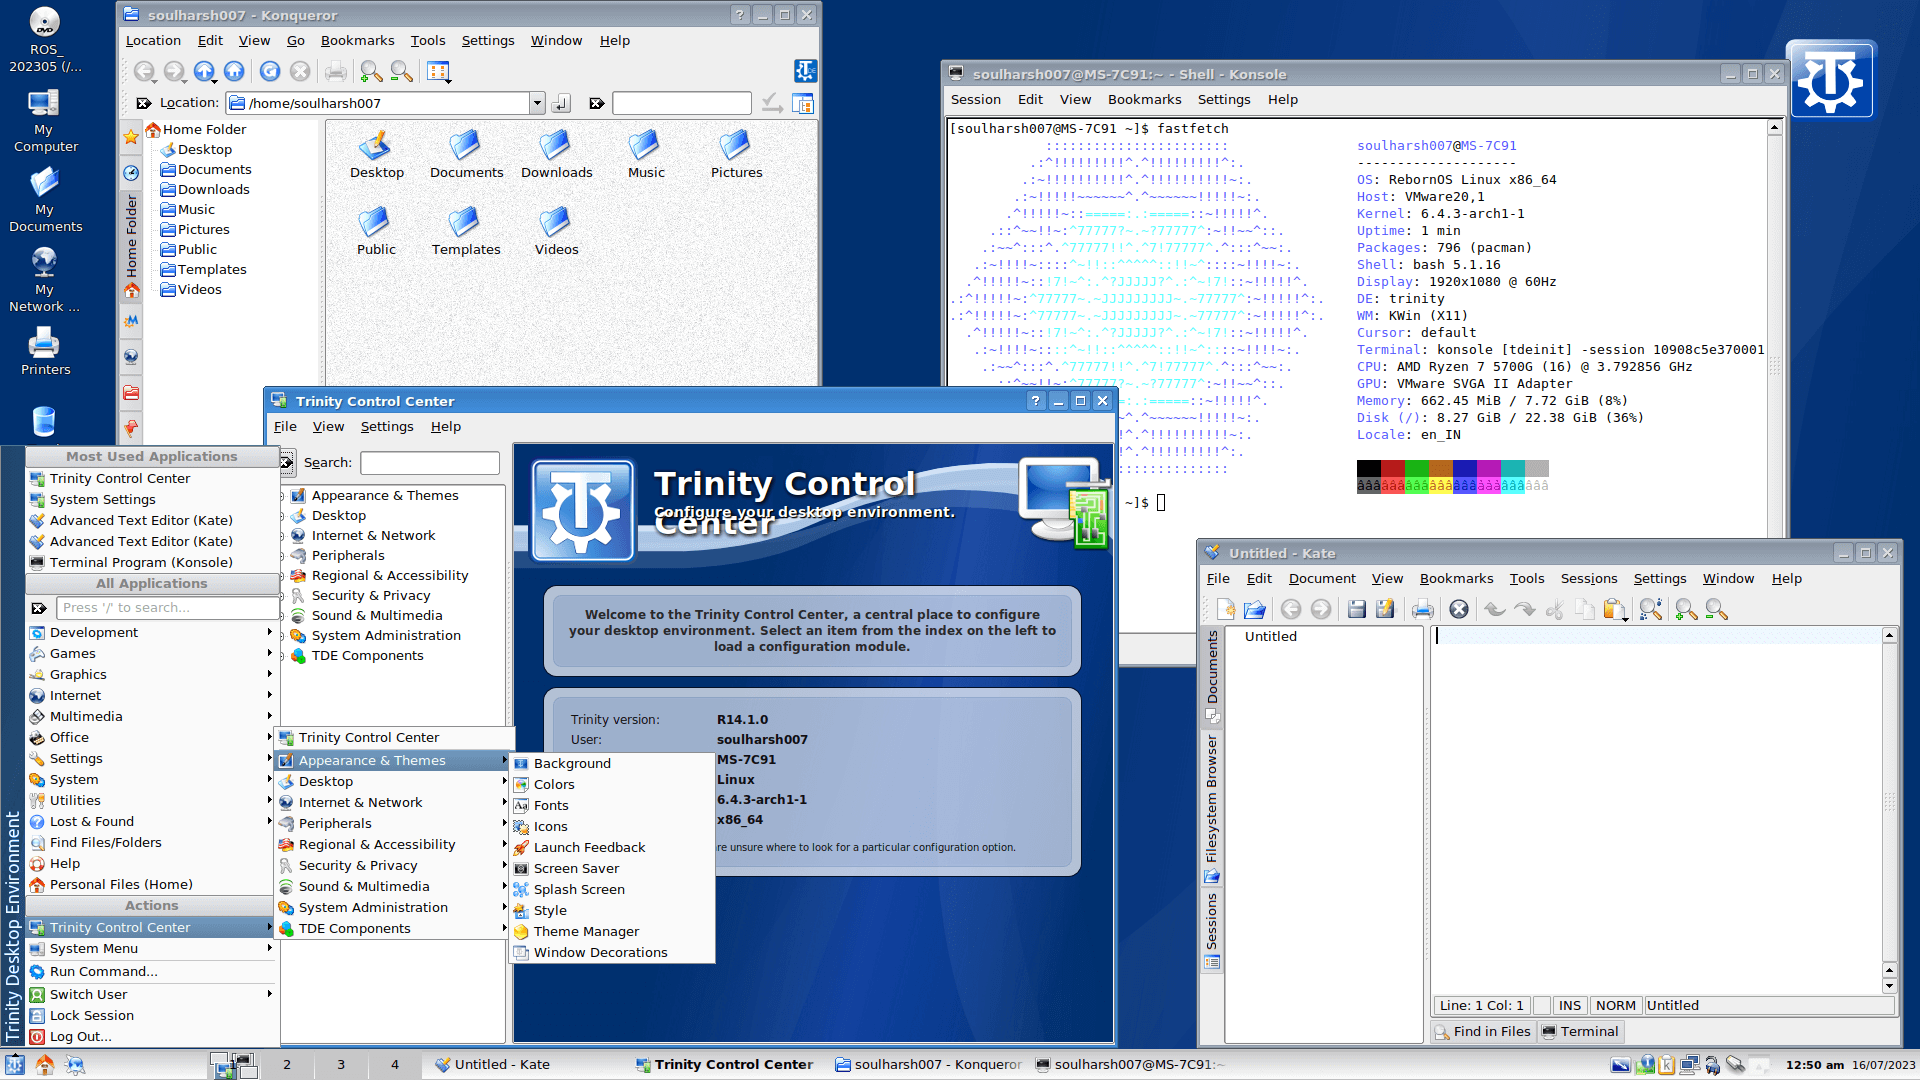 ROS_
202305 (/...
My
Computer
My
Documents
My
Network ...
Printers
soulharsh007 - Konqueror
Location Edit View Go Bookmarks Tools Settings Window Help
Location: /home/soulharsh007
Home Folder
Home Folder
Desktop
Documents
Downloads
Music
Pictures
Public
Templates
Videos
Desktop Documents Downloads Music Pictures
Public Templates Videos
soulharsh007@MS-7C91:~ - Shell - Konsole
Session Edit View Bookmarks Settings Help
[soulharsh007@MS-7C91 ~]$ fastfetch
soulharsh007@MS-7C91
--------------------
OS: RebornOS Linux x86_64
Host: VMware20,1
Kernel: 6.4.3-arch1-1
Uptime: 1 min
Packages: 796 (pacman)
Shell: bash 5.1.16
Display: 1920x1080 @ 60Hz
DE: trinity
WM: KWin (X11)
Cursor: default
Terminal: konsole [tdeinit] -session 10908c5e370001
CPU: AMD Ryzen 7 5700G (16) @ 3.792856 GHz
GPU: VMware SVGA II Adapter
Memory: 662.45 MiB / 7.72 GiB (8%)
Disk (/): 8.27 GiB / 22.38 GiB (36%)
Locale: en_IN
~]$
Trinity Control Center
File View Settings Help
Search:
Appearance & Themes
Desktop
Internet & Network
Peripherals
Regional & Accessibility
Security & Privacy
Sound & Multimedia
System Administration
TDE Components
Trinity Control
Center
Configure your desktop environment.
Welcome to the Trinity Control Center, a central place to configure
your desktop environment. Select an item from the index on the left to
load a configuration module.
Trinity version: R14.1.0
User: soulharsh007
MS-7C91
Linux
6.4.3-arch1-1
x86_64
re unsure where to look for a particular configuration option.
Untitled - Kate
File Edit Document View Bookmarks Tools Sessions Settings Window Help
Documents
Filesystem Browser
Sessions
Untitled
Line: 1 Col: 1 INS NORM Untitled
Find in Files Terminal
Trinity Desktop Environment
Most Used Applications
Trinity Control Center
System Settings
Advanced Text Editor (Kate)
Advanced Text Editor (Kate)
Terminal Program (Konsole)
All Applications
Press '/' to search...
Development
Games
Graphics
Internet
Multimedia
Office
Settings
System
Utilities
Lost & Found
Find Files/Folders
Help
Personal Files (Home)
Actions
Trinity Control Center
System Menu
Run Command...
Switch User
Lock Session
Log Out...
Trinity Control Center
Appearance & Themes
Desktop
Internet & Network
Peripherals
Regional & Accessibility
Security & Privacy
Sound & Multimedia
System Administration
TDE Components
Background
Colors
Fonts
Icons
Launch Feedback
Screen Saver
Splash Screen
Style
Theme Manager
Window Decorations
2 3 4 Untitled - Kate Trinity Control Center soulharsh007 - Konqueror soulharsh007@MS-7C91:~ 12:50 am 16/07/2023